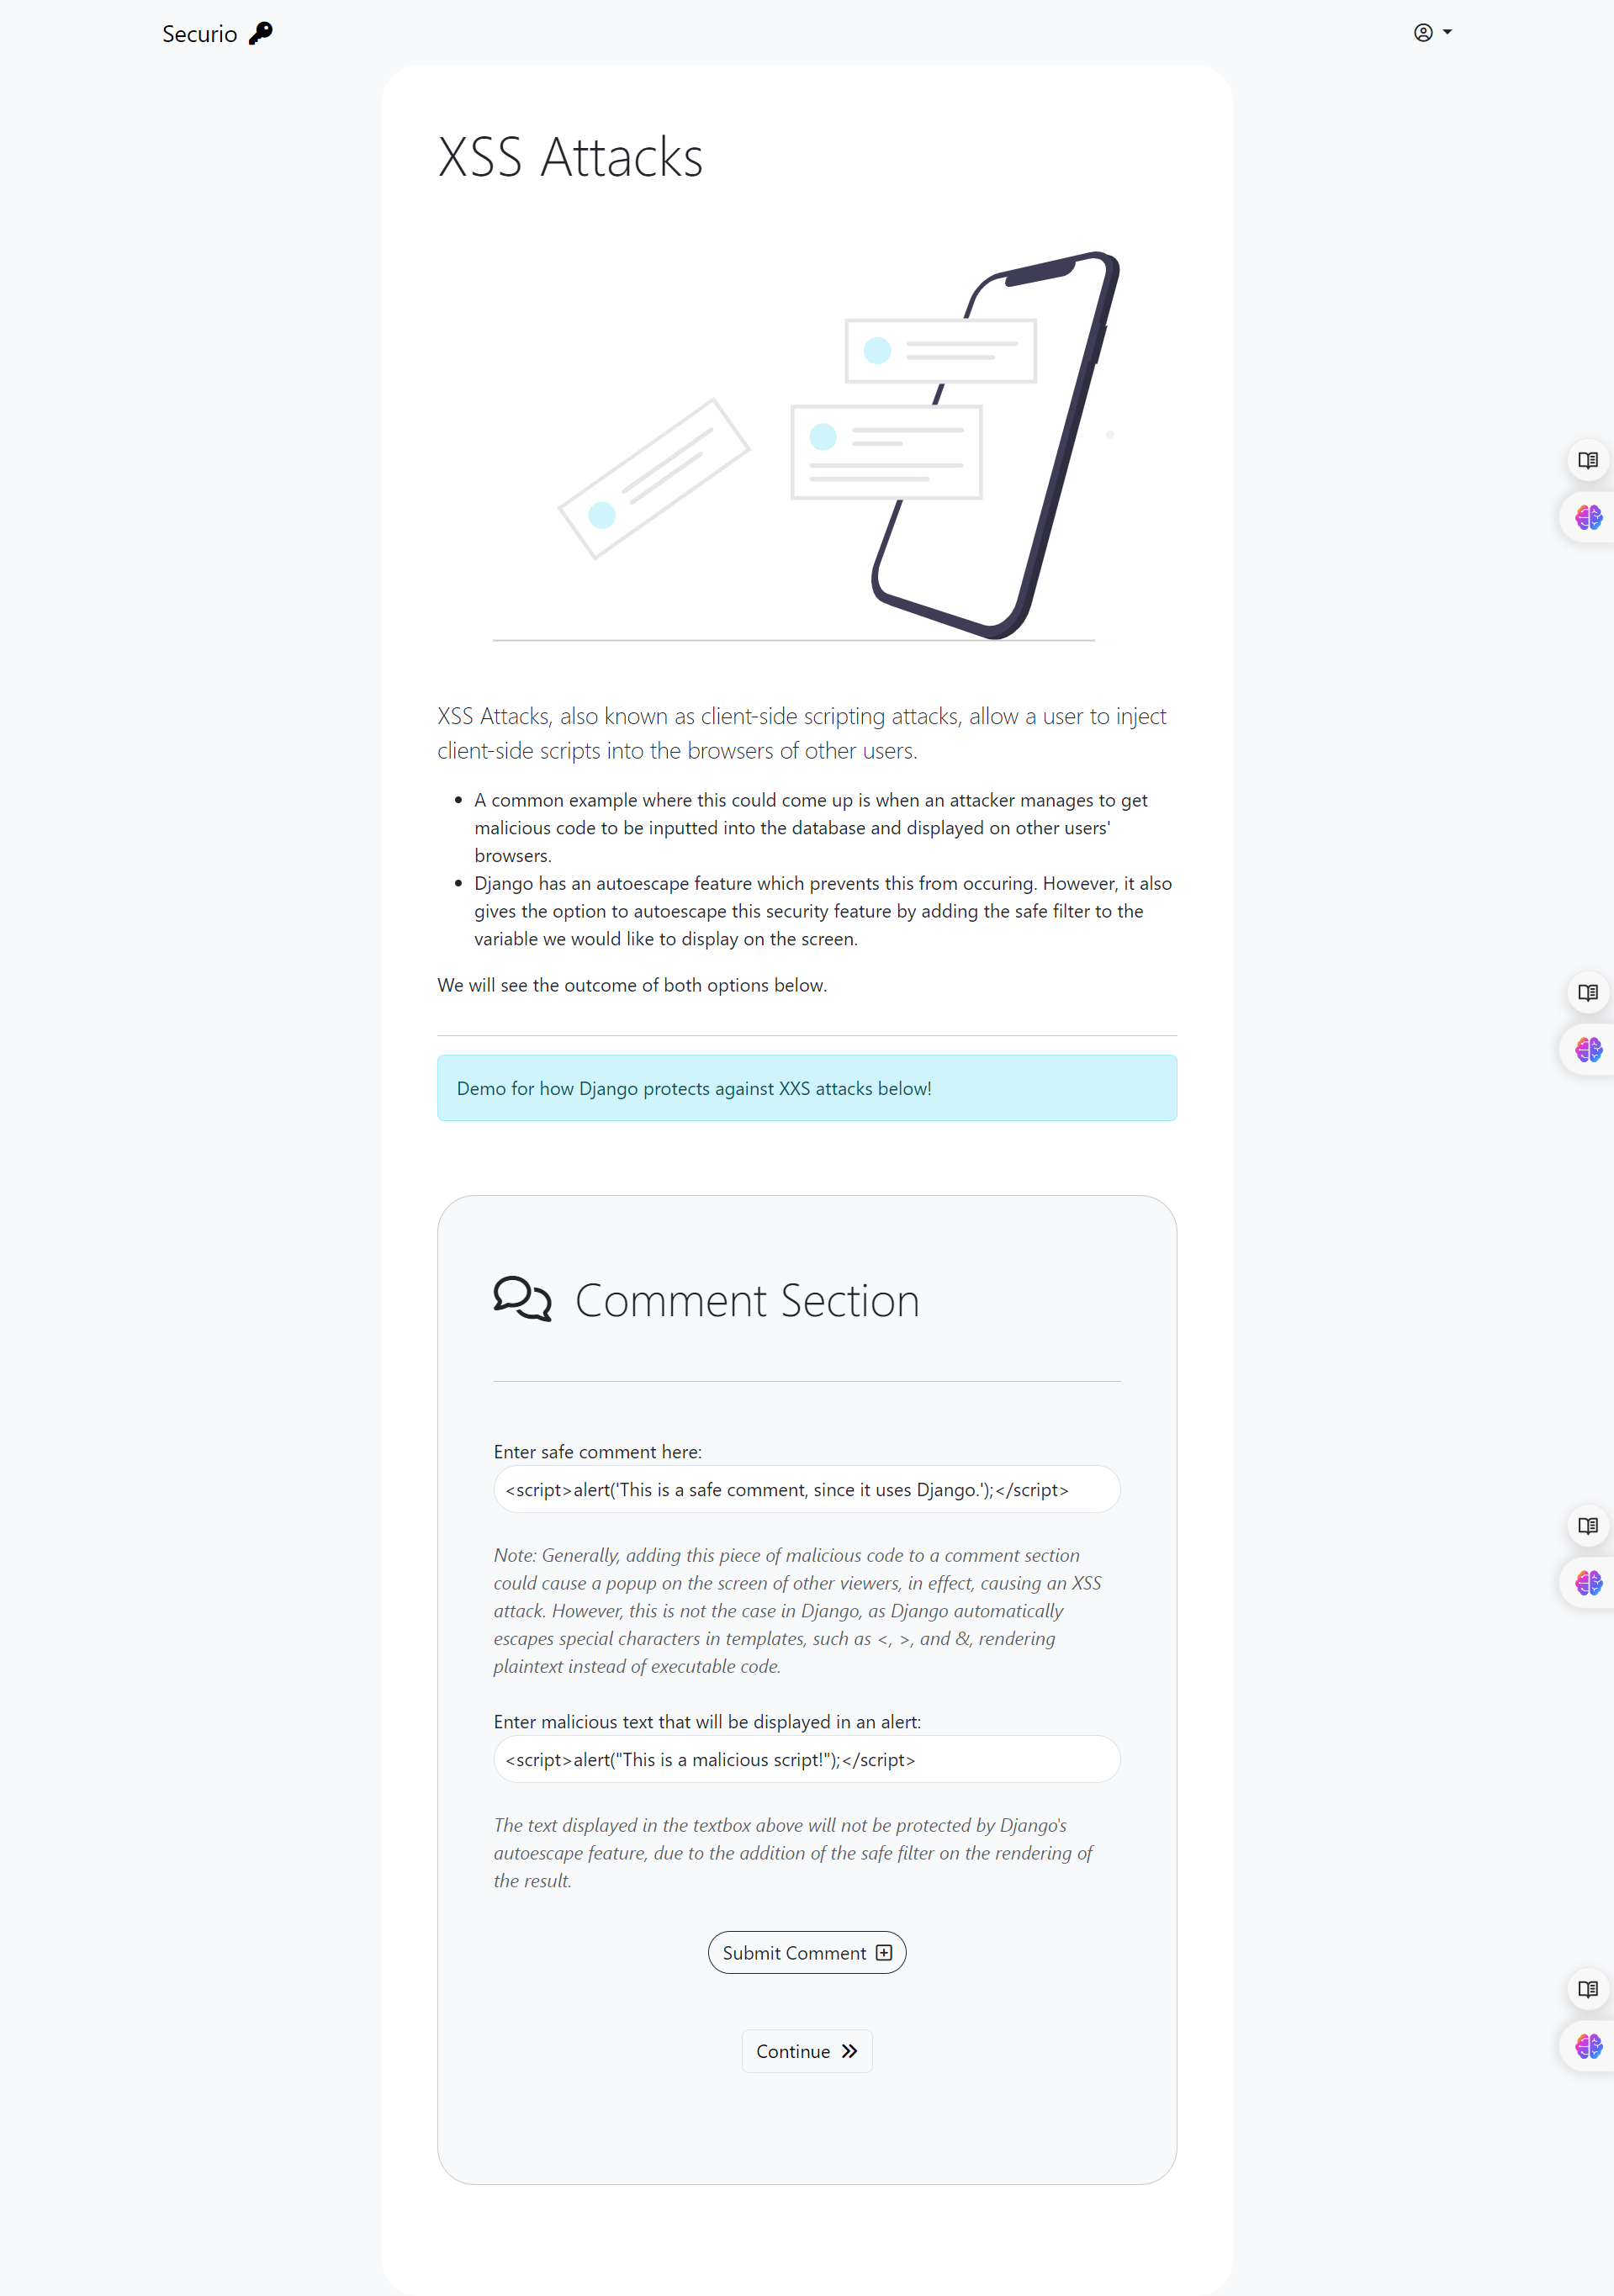 Securio
XSS Attacks
XSS Attacks, also known as client-side scripting attacks, allow a user to inject
client-side scripts into the browsers of other users.
• A common example where this could come up is when an attacker manages to get
malicious code to be inputted into the database and displayed on other users'
browsers.
• Django has an autoescape feature which prevents this from occuring. However, it also
gives the option to autoescape this security feature by adding the safe filter to the
variable we would like to display on the screen.
We will see the outcome of both options below.
Demo for how Django protects against XXS attacks below!
Comment Section
Enter safe comment here:
<script>alert('This is a safe comment, since it uses Django.');</script>
Note: Generally, adding this piece of malicious code to a comment section
could cause a popup on the screen of other viewers, in effect, causing an XSS
attack. However, this is not the case in Django, as Django automatically
escapes special characters in templates, such as <, >, and &, rendering
plaintext instead of executable code.
Enter malicious text that will be displayed in an alert:
<script>alert("This is a malicious script!");</script>
The text displayed in the textbox above will not be protected by Django's
autoescape feature, due to the addition of the safe filter on the rendering of
the result.
Submit Comment
Continue